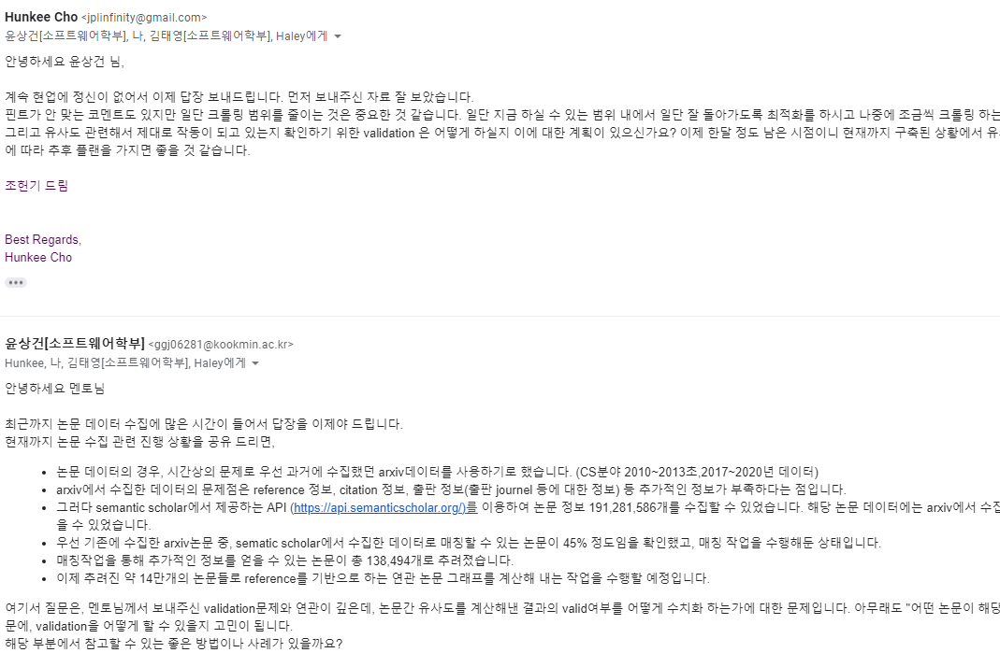 Hunkee Cho <jplinfinity@gmail.com>
윤상건[소프트웨어학부], 나, 김태영[소프트웨어학부], Haley에게
안녕하세요 윤상건 님,
계속 현업에 정신이 없어서 이제 답장 보내드립니다. 먼저 보내주신 자료 잘 보았습니다.
핀트가 안 맞는 코멘트도 있지만 일단 크롤링 범위를 줄이는 것은 중요한 것 같습니다. 일단 지금 하실 수 있는 범위 내에서 일단 잘 돌아가도록 최적화를 하시고 나중에 조금씩 크롤링 하는
그리고 유사도 관련해서 제대로 작동이 되고 있는지 확인하기 위한 validation 은 어떻게 하실지 이에 대한 계획이 있으신가요? 이제 한달 정도 남은 시점이니 현재까지 구축된 상황에서 유
에 따라 추후 플랜을 가지면 좋을 것 같습니다.
조헌기 드림
Best Regards,
Hunkee Cho
윤상건[소프트웨어학부] <ggj06281@kookmin.ac.kr>
Hunkee, 나, 김태영[소프트웨어학부], Haley에게
안녕하세요 멘토님
최근까지 논문 데이터 수집에 많은 시간이 들어서 답장을 이제야 드립니다.
현재까지 논문 수집 관련 진행 상황을 공유 드리면,
• 논문 데이터의 경우, 시간상의 문제로 우선 과거에 수집했던 arxiv데이터를 사용하기로 했습니다. (CS분야 2010~2013초,2017~2020년 데이터)
• arxiv에서 수집한 데이터의 문제점은 reference 정보, citation 정보, 출판 정보(출판 journel 등에 대한 정보) 등 추가적인 정보가 부족하다는 점입니다.
• 그러다 semantic scholar에서 제공하는 API (https://api.semanticscholar.org/)를 이용하여 논문 정보 191,281,586개를 수집할 수 있었습니다. 해당 논문 데이터에는 arxiv에서 수집
을 수 있었습니다.
• 우선 기존에 수집한 arxiv논문 중, sematic scholar에서 수집한 데이터로 매칭할 수 있는 논문이 45% 정도임을 확인했고, 매칭 작업을 수행해둔 상태입니다.
• 매칭작업을 통해 추가적인 정보를 얻을 수 있는 논문이 총 138,494개로 추려졌습니다.
• 이제 추려진 약 14만개의 논문들로 reference를 기반으로 하는 연관 논문 그래프를 계산해 내는 작업을 수행할 예정입니다.
여기서 질문은, 멘토님께서 보내주신 validation문제와 연관이 깊은데, 논문간 유사도를 계산해낸 결과의 valid여부를 어떻게 수치화 하는가에 대한 문제입니다. 아무래도 "어떤 논문이 해당
문에, validation을 어떻게 할 수 있을지 고민이 됩니다.
해당 부분에서 참고할 수 있는 좋은 방법이나 사례가 있을까요?